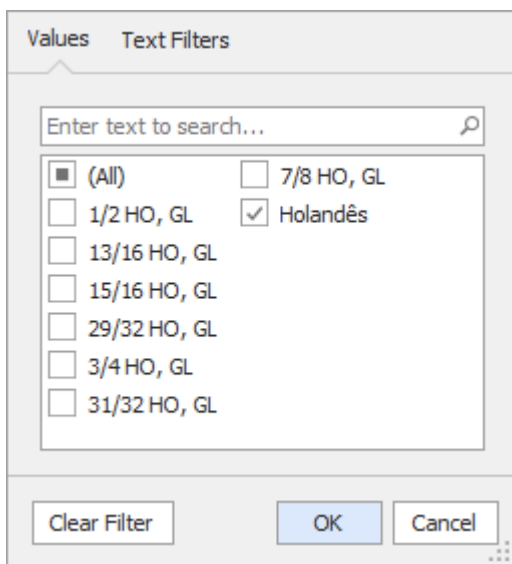 Values Text Filters
Enter text to search...
(All)
1/2 HO, GL
13/16 HO, GL
15/16 HO, GL
29/32 HO, GL
3/4 HO, GL
31/32 HO, GL
7/8 HO, GL
Holandês
Clear Filter OK Cancel